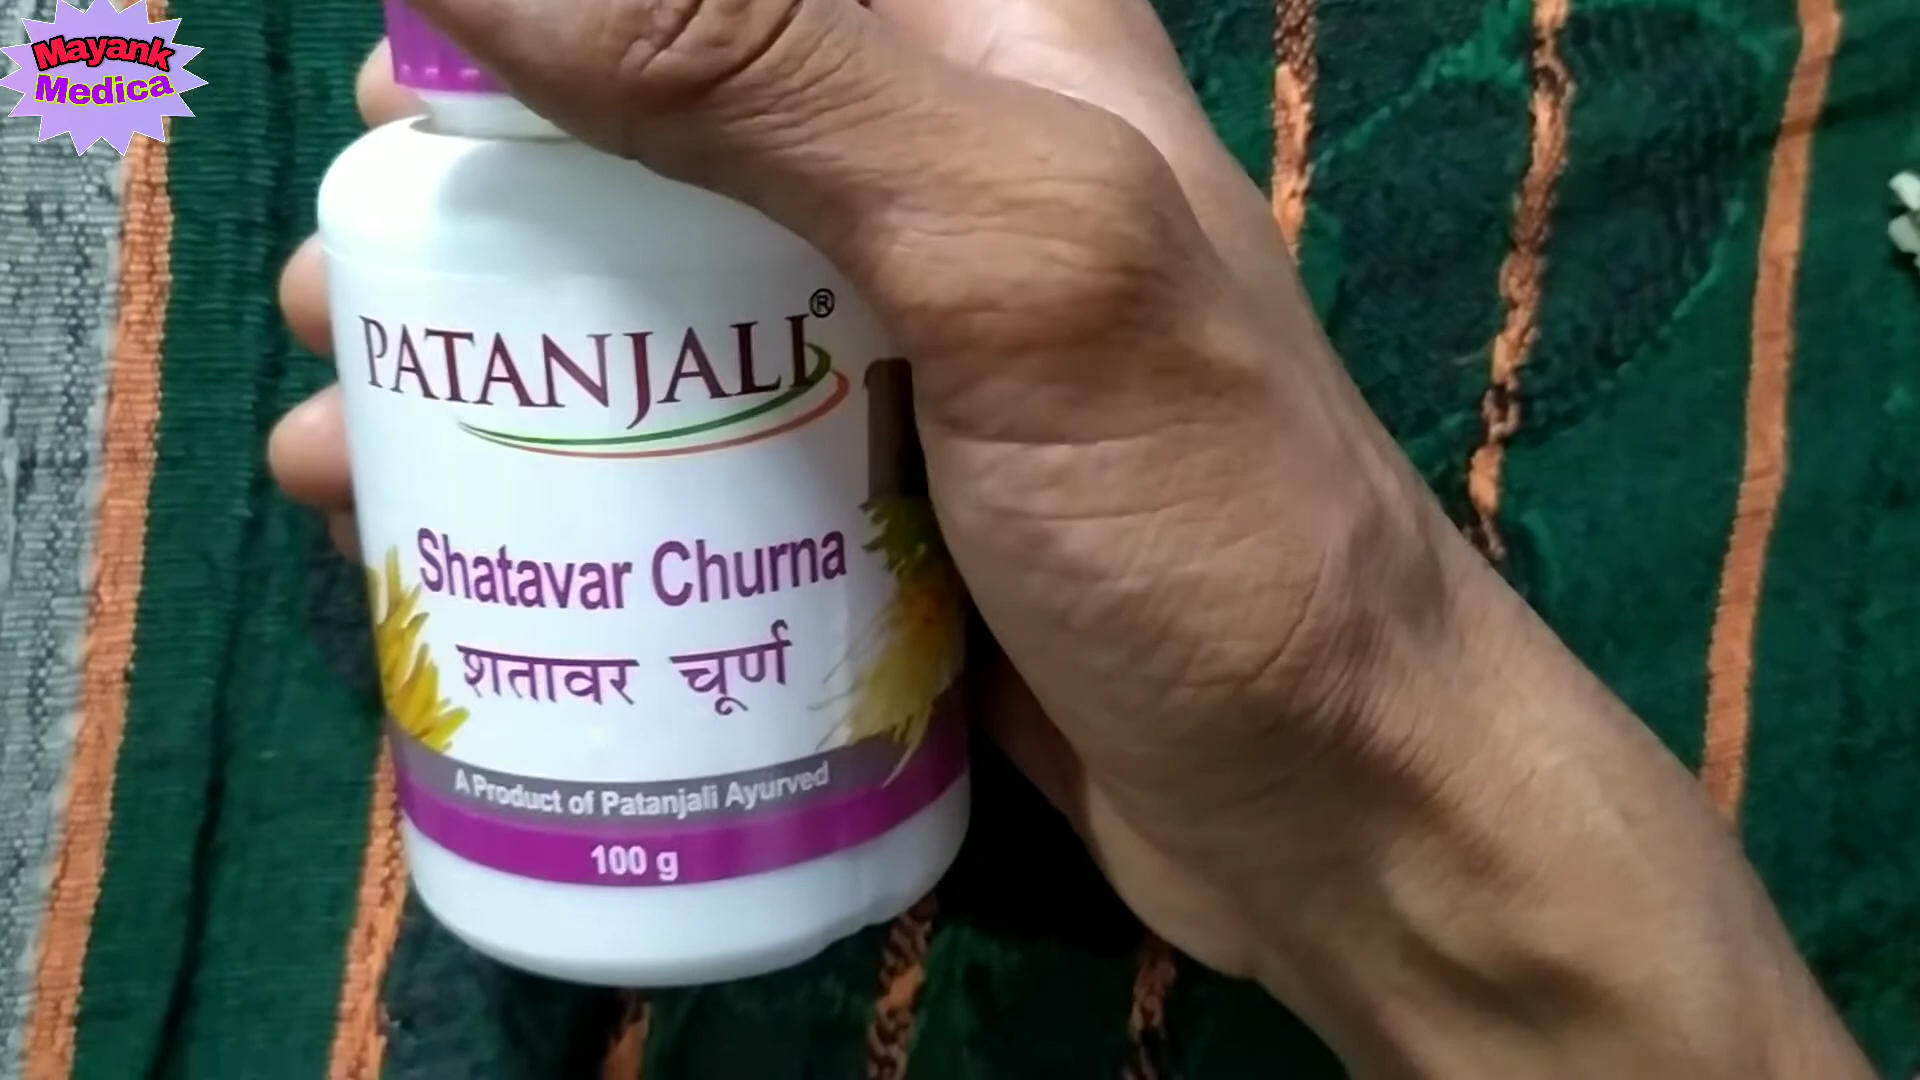 Mayank
Medica
PATANJALI®
Shatavar Churna
शतावर चूर्ण
A Product of Patanjali Ayurved
100 g